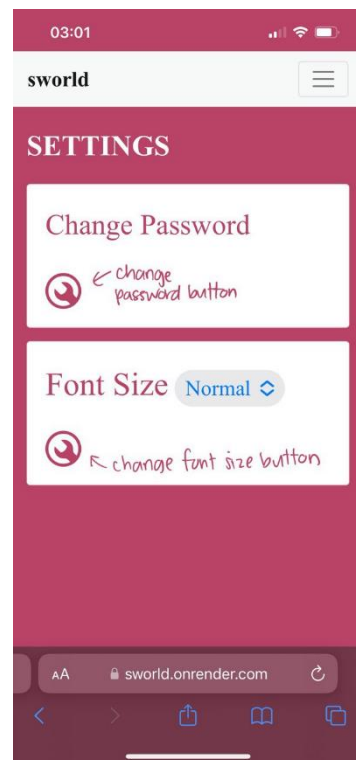 03:01
sworld
SETTINGS
Change Password
change
password button
Font Size Normal
change font size button
AA sworld.onrender.com